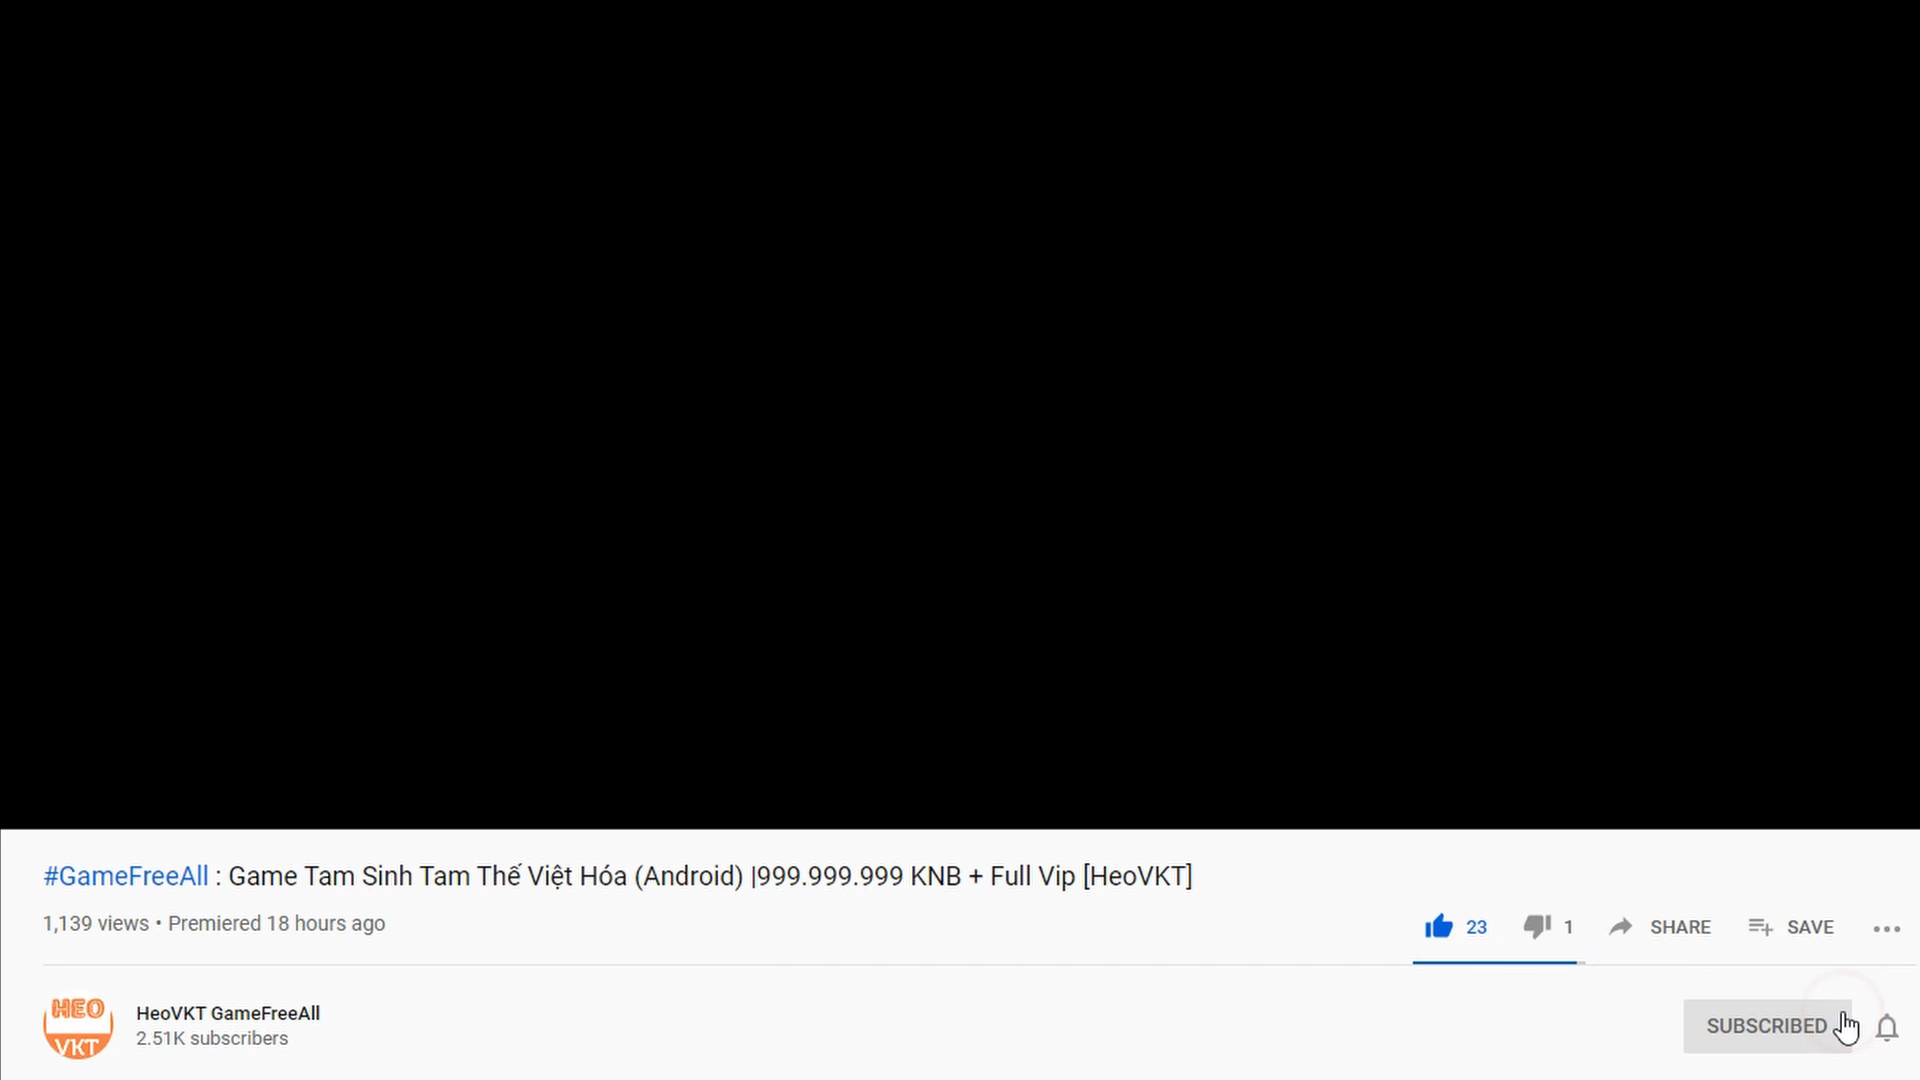 #GameFreeAll : Game Tam Sinh Tam Thế Việt Hóa (Android) |999.999.999 KNB + Full Vip [HeoVKT]
1,139 views • Premiered 18 hours ago
23
1
SHARE
SAVE
HEO
VKT
HeoVKT GameFreeAll
2.51K subscribers
SUBSCRIBED